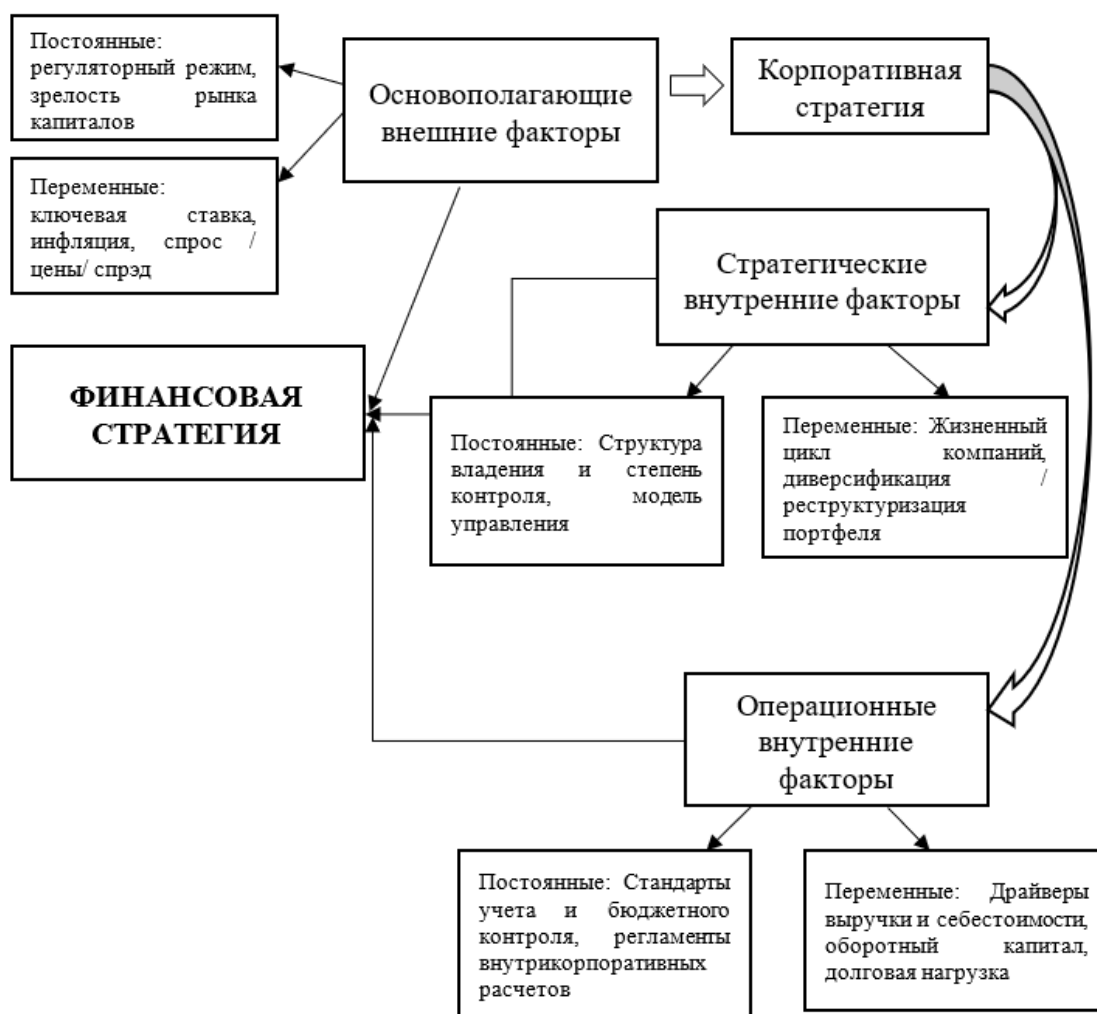 Постоянные:
регуляторный режим,
зрелость рынка
капиталов
Основополагающие
внешние факторы
Корпоративная
стратегия
Переменные:
ключевая ставка,
инфляция, спрос /
цены/ спрэд
Стратегические
внутренние факторы
ФИНАНСОВАЯ
СТРАТЕГИЯ
Постоянные: Структура
владения и степень
контроля, модель
управления
Переменные: Жизненный
цикл компаний,
диверсификация /
реструктуризация
портфеля
Операционные
внутренние
факторы
Постоянные: Стандарты
учета и бюджетного
контроля, регламенты
внутрикорпоративных
расчетов
Переменные: Драйверы
выручки и себестоимости,
оборотный капитал,
долговая нагрузка